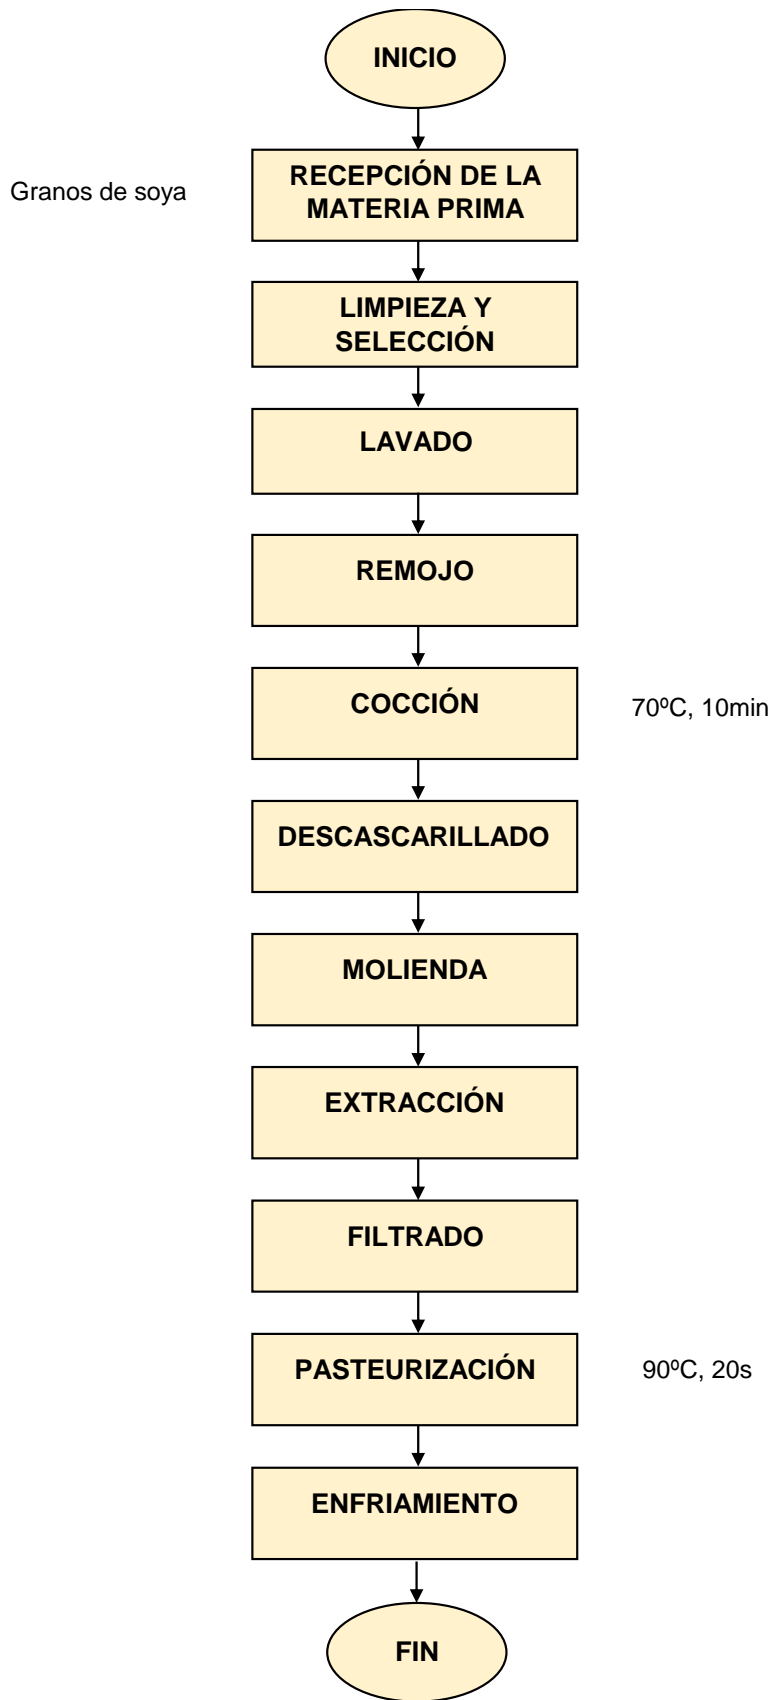 INICIO
Granos de soya
RECEPCIÓN DE LA
MATERIA PRIMA
LIMPIEZA Y
SELECCIÓN
LAVADO
REMOJO
COCCIÓN
70ºC, 10min
DESCASCARILLADO
MOLIENDA
EXTRACCIÓN
FILTRADO
PASTEURIZACIÓN
90ºC, 20s
ENFRIAMIENTO
FIN